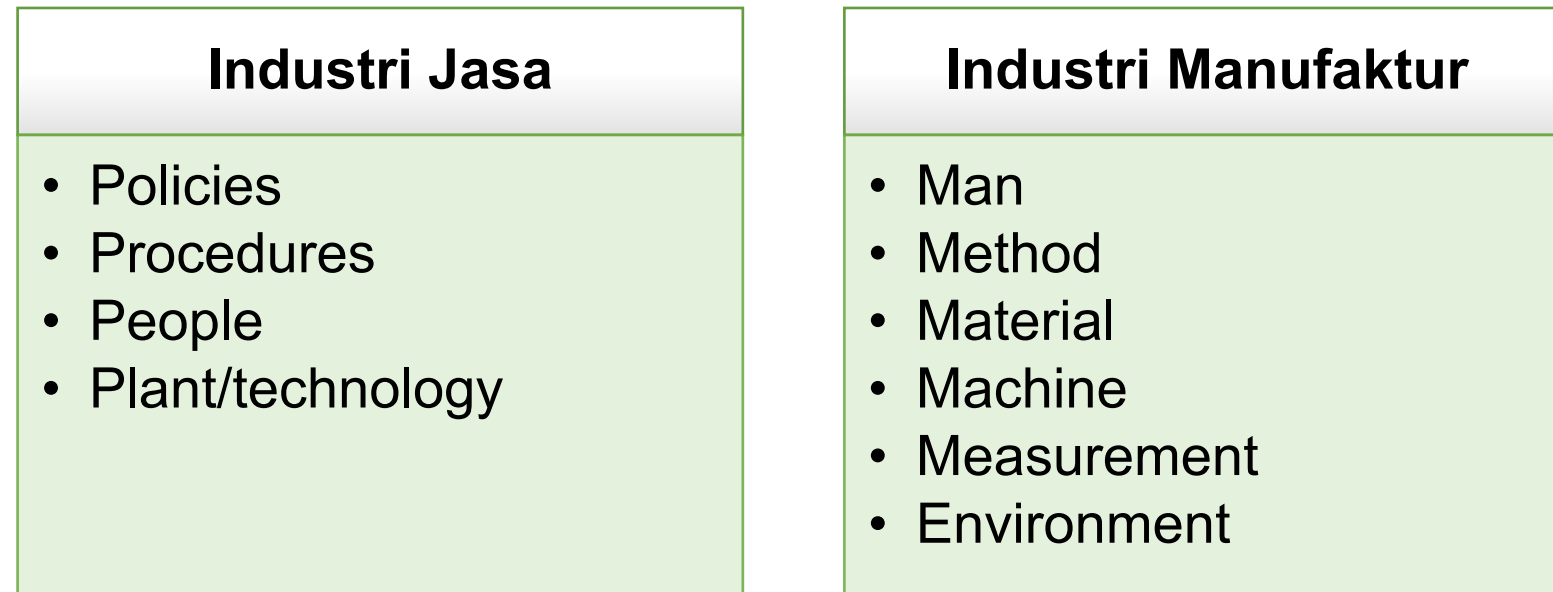 Industri Jasa
• Policies
• Procedures
• People
• Plant/technology
Industri Manufaktur
• Man
• Method
• Material
• Machine
• Measurement
• Environment